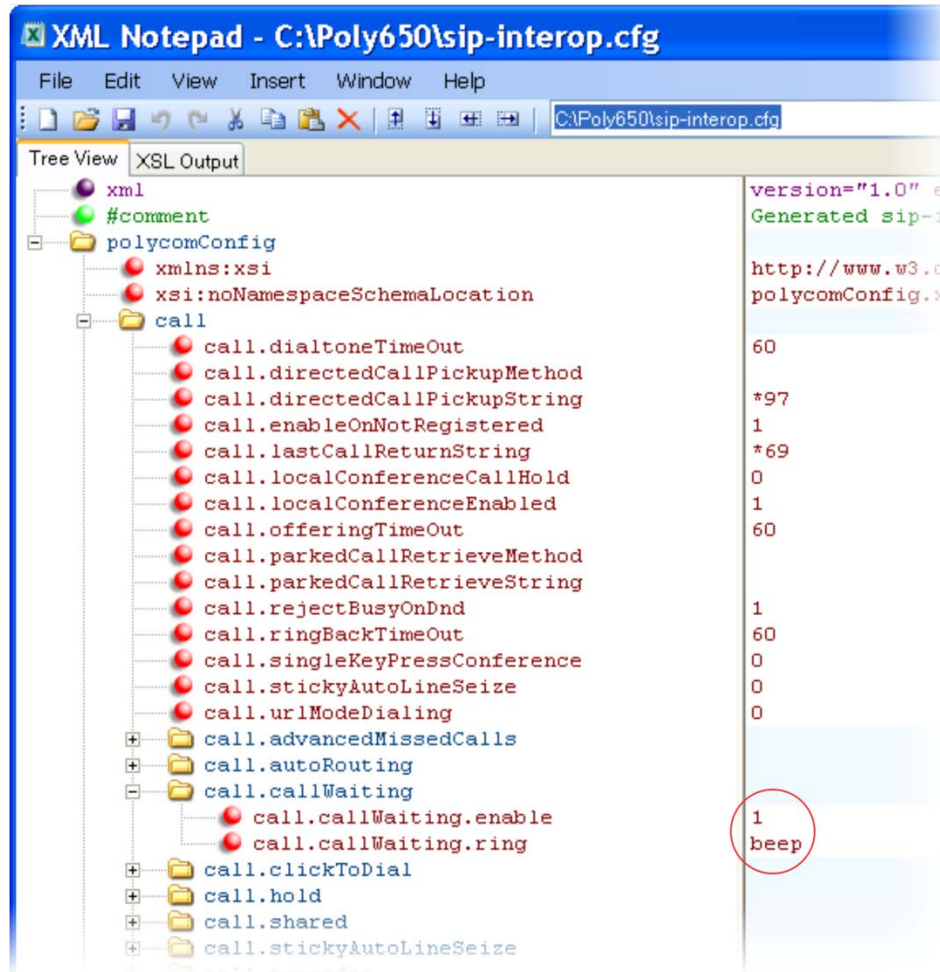 XML Notepad - C:\Poly650\sip-interop.cfg
File Edit View Insert Window Help
C:\Poly650\sip-interop.cfg
Tree View XSL Output
xml version="1.0"
#comment Generated
polycomConfig
xmlns:xsi http://www.w3.
xsi:noNamespaceSchemaLocation polycomConfig.
call
call.dialtoneTimeOut 60
call.directedCallPickupMethod
call.directedCallPickupString *97
call.enableOnNotRegistered 1
call.lastCallReturnString *69
call.localConferenceCallHold 0
call.localConferenceEnabled 1
call.offeringTimeOut 60
call.parkedCallRetrieveMethod
call.parkedCallRetrieveString
call.rejectBusyOnDnd 1
call.ringBackTimeOut 60
call.singleKeyPressConference 0
call.stickyAutoLineSeize 0
call.urlModeDialing 0
call.advancedMissedCalls
call.autoRouting
call.callWaiting
call.callWaiting.enable 1
call.callWaiting.ring beep
call.clickToDial
call.hold
call.shared
call.stickyAutoLineSeize